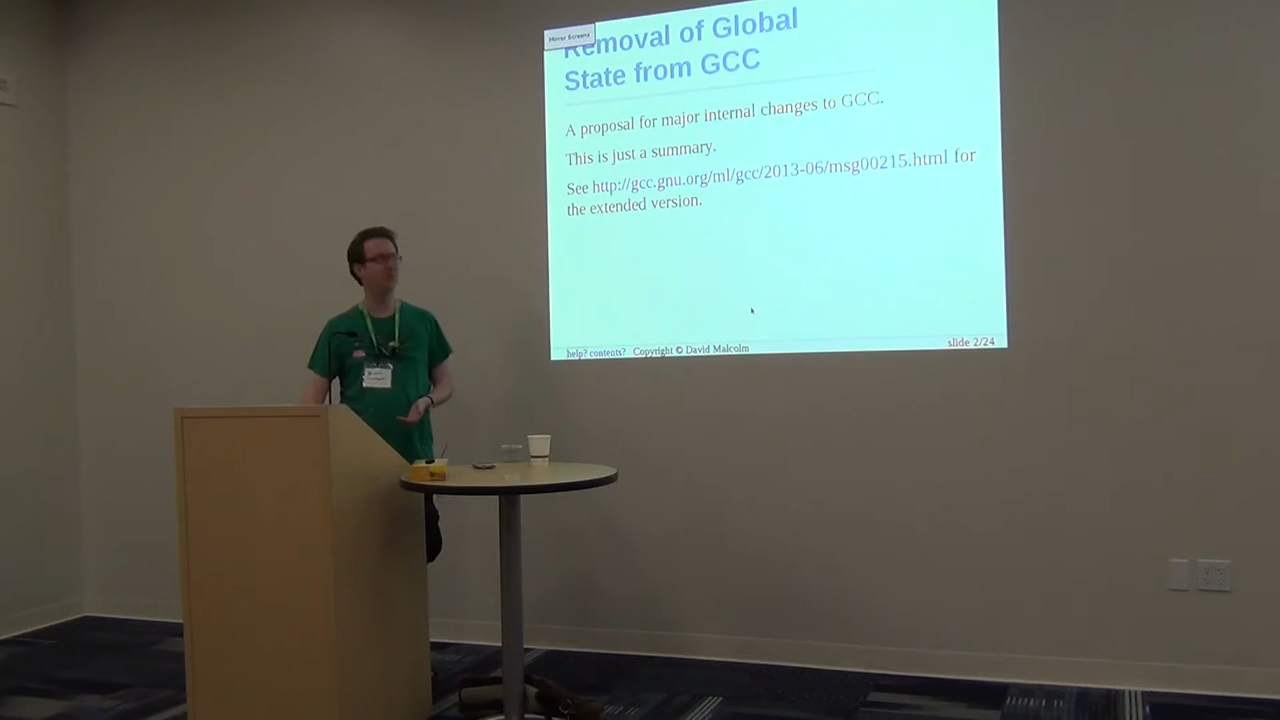 Mirror Screens
Removal of Global
State from GCC
A proposal for major internal changes to GCC.
This is just a summary.
See http://gcc.gnu.org/ml/gcc/2013-06/msg00215.html for
the extended version.
help? contents? Copyright © David Malcolm
slide 2/24